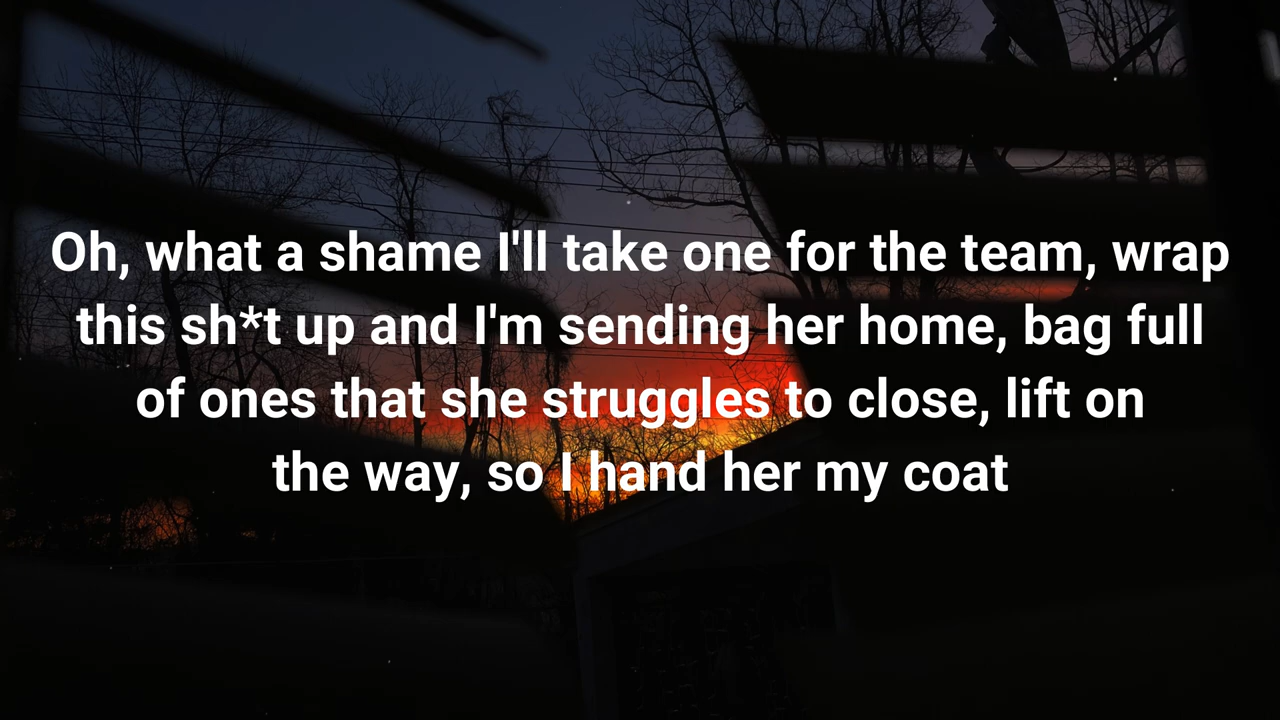 Oh, what a shame I'll take one for the team, wrap
this sh*t up and I'm sending her home, bag full
of ones that she struggles to close, lift on
the way, so I hand her my coat